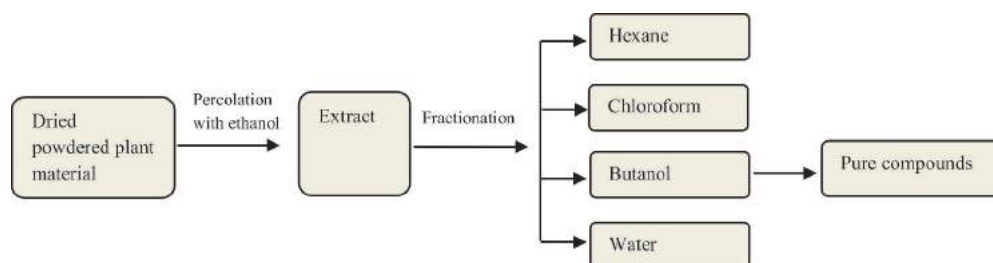 Dried
powdered plant
material
Percolation
with ethanol
Extract
Fractionation
Hexane
Chloroform
Butanol
Water
Pure compounds